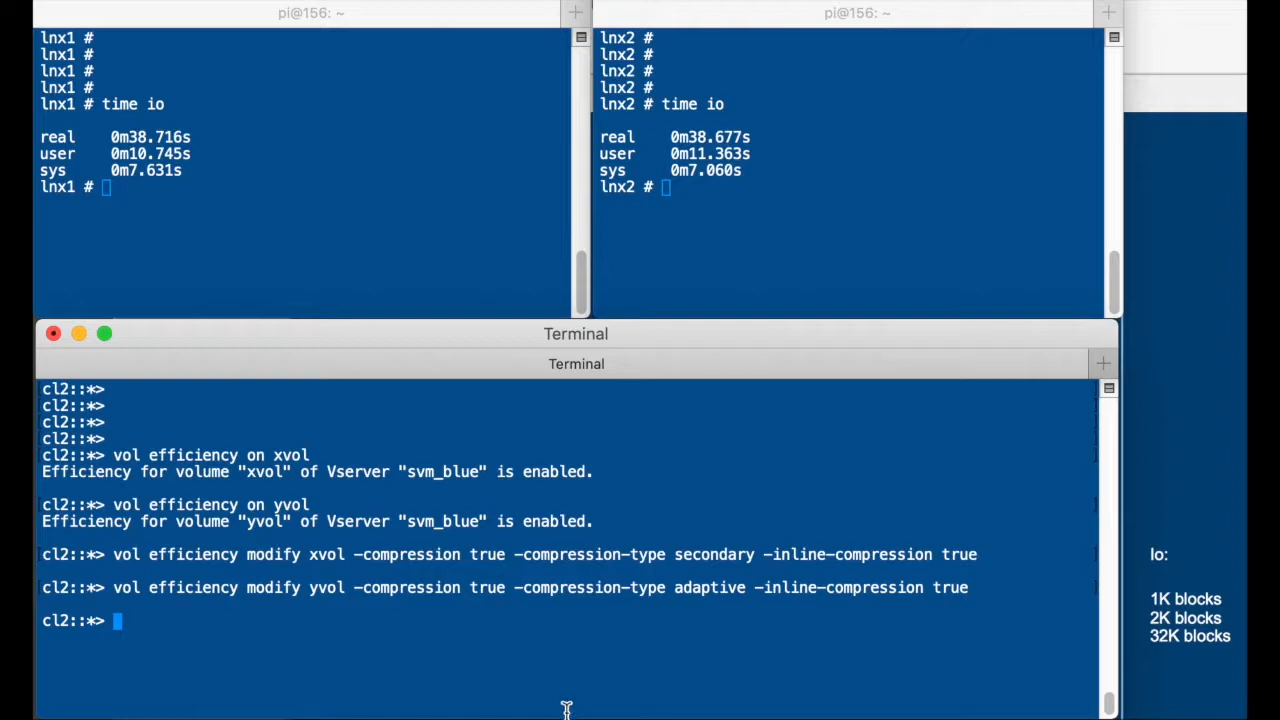 pi@156: ~
lnx1 #
lnx1 #
lnx1 #
lnx1 #
lnx1 # time io
real 0m38.716s
user 0m10.745s
sys 0m7.631s
lnx1 #
pi@156: ~
lnx2 #
lnx2 #
lnx2 #
lnx2 #
lnx2 # time io
real 0m38.677s
user 0m11.363s
sys 0m7.060s
lnx2 #
Terminal
Terminal
cl2::*>
cl2::*>
cl2::*>
cl2::*>
cl2::*> vol efficiency on xvol
Efficiency for volume "xvol" of Vserver "svm_blue" is enabled.
cl2::*> vol efficiency on yvol
Efficiency for volume "yvol" of Vserver "svm_blue" is enabled.
cl2::*> vol efficiency modify xvol -compression true -compression-type secondary -inline-compression true
cl2::*> vol efficiency modify yvol -compression true -compression-type adaptive -inline-compression true
cl2::*>
Io:
1K blocks
2K blocks
32K blocks